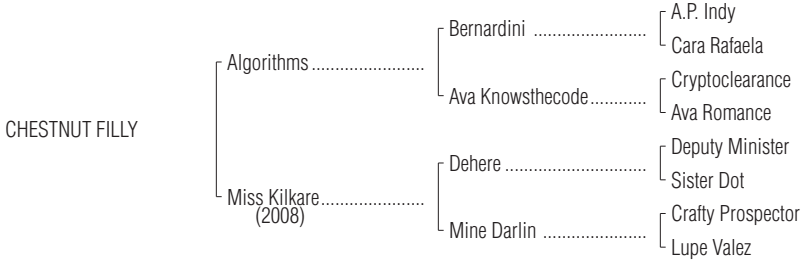 A.P. Indy
Bernardini ........................
Cara Rafaela
Algorithms ........................
Cryptoclearance
Ava Knowsthecode............
Ava Romance
CHESTNUT FILLY
Deputy Minister
Dehere ..............................
Sister Dot
Miss Kilkare......................
(2008)
Crafty Prospector
Mine Darlin ......................
Lupe Valez